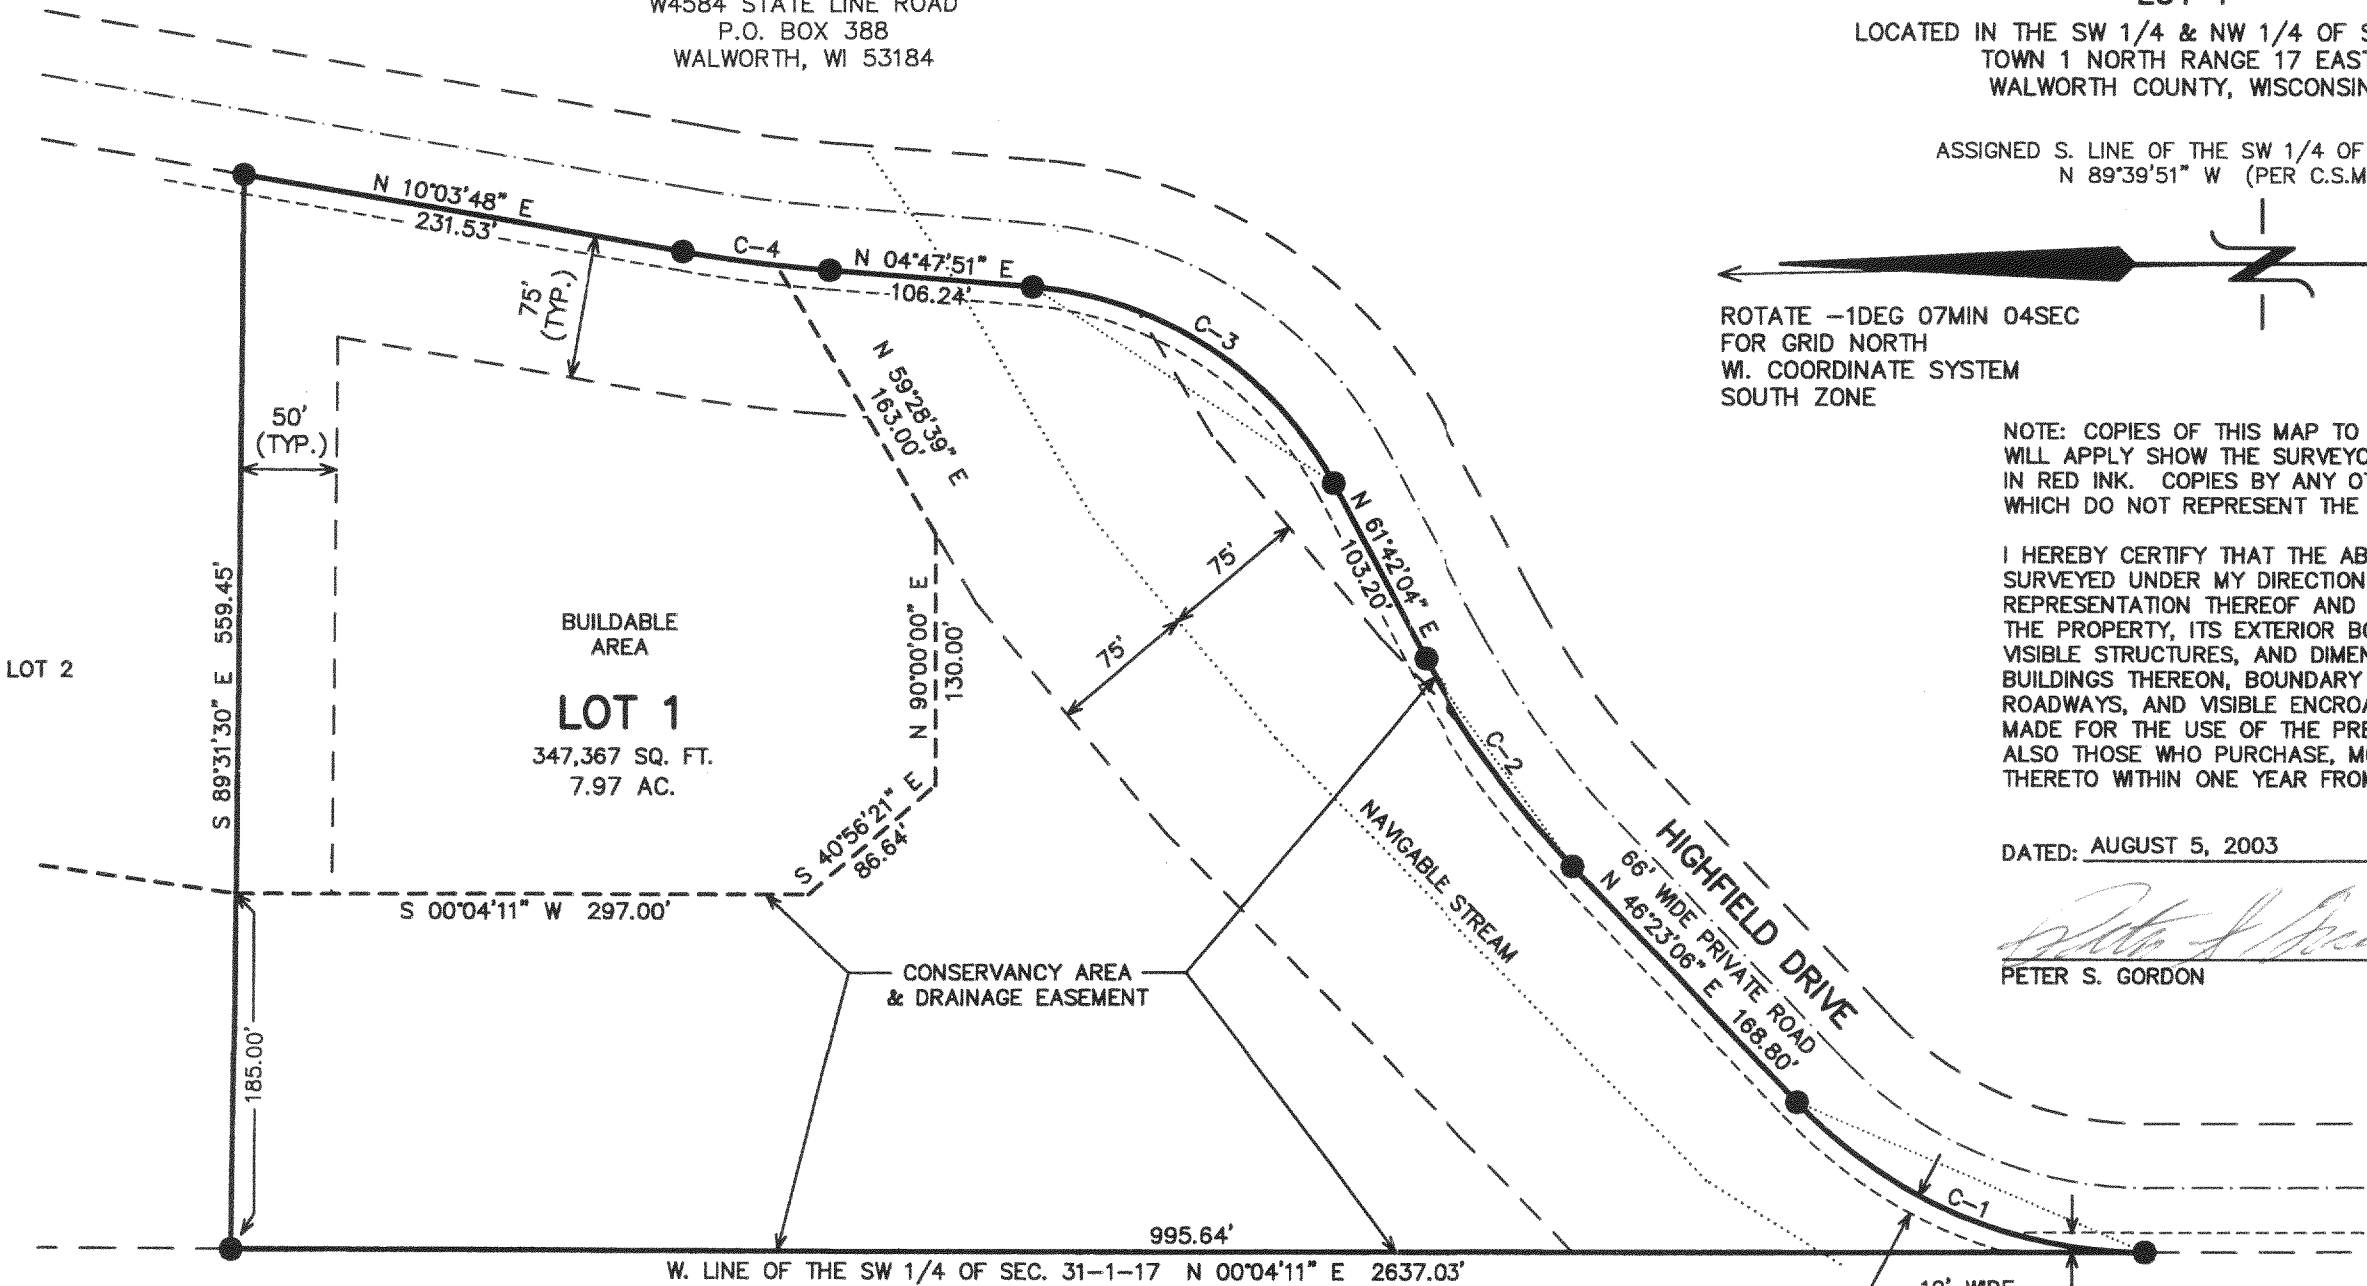 W4584 STATE LINE ROAD
P.O. BOX 388
WALWORTH, WI 53184
LOCATED IN THE SW 1/4 & NW 1/4 OF
TOWN 1 NORTH RANGE 17 EAST
WALWORTH COUNTY, WISCONSIN
ASSIGNED S. LINE OF THE SW 1/4 OF
N 89°39'51" W (PER C.S.M
ROTATE -1DEG 07MIN 04SEC
FOR GRID NORTH
WI. COORDINATE SYSTEM
SOUTH ZONE
NOTE: COPIES OF THIS MAP TO
WILL APPLY SHOW THE
IN RED INK. COPIES BY ANY
WHICH DO NOT REPRESENT THE
I HEREBY CERTIFY THAT THE
SURVEYED UNDER MY DIRECTION
REPRESENTATION THEREOF AND
THE PROPERTY, ITS EXTERIOR
VISIBLE STRUCTURES, AND
BUILDINGS THEREON, BOUNDARY
ROADWAYS, AND VISIBLE
MADE FOR THE USE OF THE
ALSO THOSE WHO PURCHASE,
THERETO WITHIN ONE YEAR
DATED: AUGUST 5, 2003
PETER S. GORDON
N 10°03'48" E
231.53'
C-4
N 04°47'51" E
106.24'
C-3
75'
(TYP.)
50'
(TYP.)
N 59°28'39" E
163.00'
N 61°42'04" E
103.20'
75'
75'
S 89°31'30" E 559.45'
N 90°00'00" E
130.00'
BUILDABLE
AREA
LOT 1
347,367 SQ. FT.
7.97 AC.
LOT 2
S 40°56'21" E
86.64'
S 00°04'11" W 297.00'
C-2
NAVIGABLE STREAM
HIGHFIELD DRIVE
66' WIDE PRIVATE ROAD
N 46°23'06" E 168.80'
CONSERVANCY AREA
& DRAINAGE EASEMENT
185.00'
C-1
995.64'
W. LINE OF THE SW 1/4 OF SEC. 31-1-17 N 00°04'11" E 2637.03'